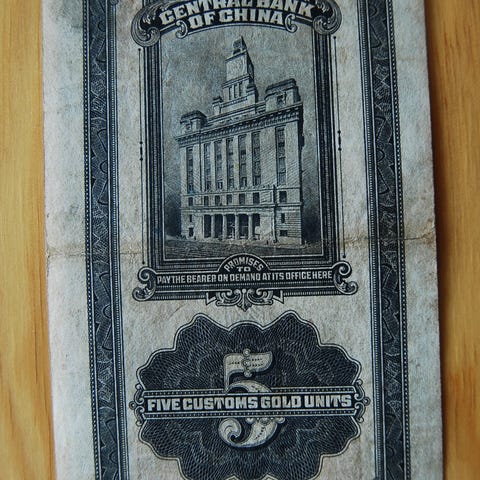 CENTRAL BANK
OF CHINA
PROMISES
TO
PAY THE BEARER ON DEMAND AT ITS OFFICE HERE
5
FIVE CUSTOMS GOLD UNITS